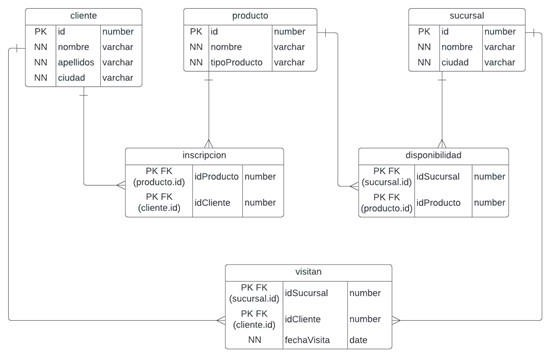 cliente
PK id number
NN nombre varchar
NN apellidos varchar
NN ciudad varchar
producto
PK id number
NN nombre varchar
NN tipoProducto varchar
sucursal
PK id number
NN nombre varchar
NN ciudad varchar
inscripcion
PK FK
(producto.id) idProducto number
PK FK
(cliente.id) idCliente number
disponibilidad
PK FK
(sucursal.id) idSucursal number
PK FK
(producto.id) idProducto number
visitan
PK FK
(sucursal.id) idSucursal number
PK FK
(cliente.id) idCliente number
NN fechaVisita date